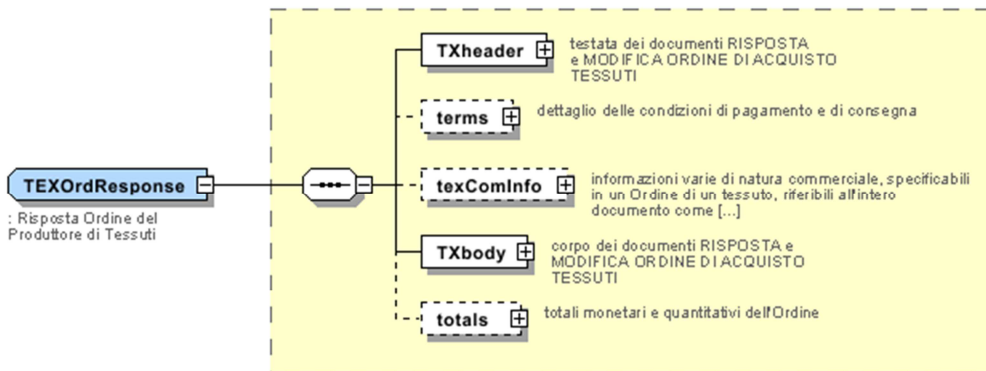 TXheader
testata dei documenti RISPOSTA
e MODIFICA ORDINE DI ACQUISTO
TESSUTI
terms
dettaglio delle condizioni di pagamento e di consegna
TEXOrdResponse
: Risposta Ordine del
Produttore di Tessuti
texComInfo
informazioni varie di natura commerciale, specificabili
in un Ordine di un tessuto, riferibili all'intero
documento come [...]
TXbody
corpo dei documenti RISPOSTA e
MODIFICA ORDINE DI ACQUISTO
TESSUTI
totals
totali monetari e quantitativi dell'Ordine